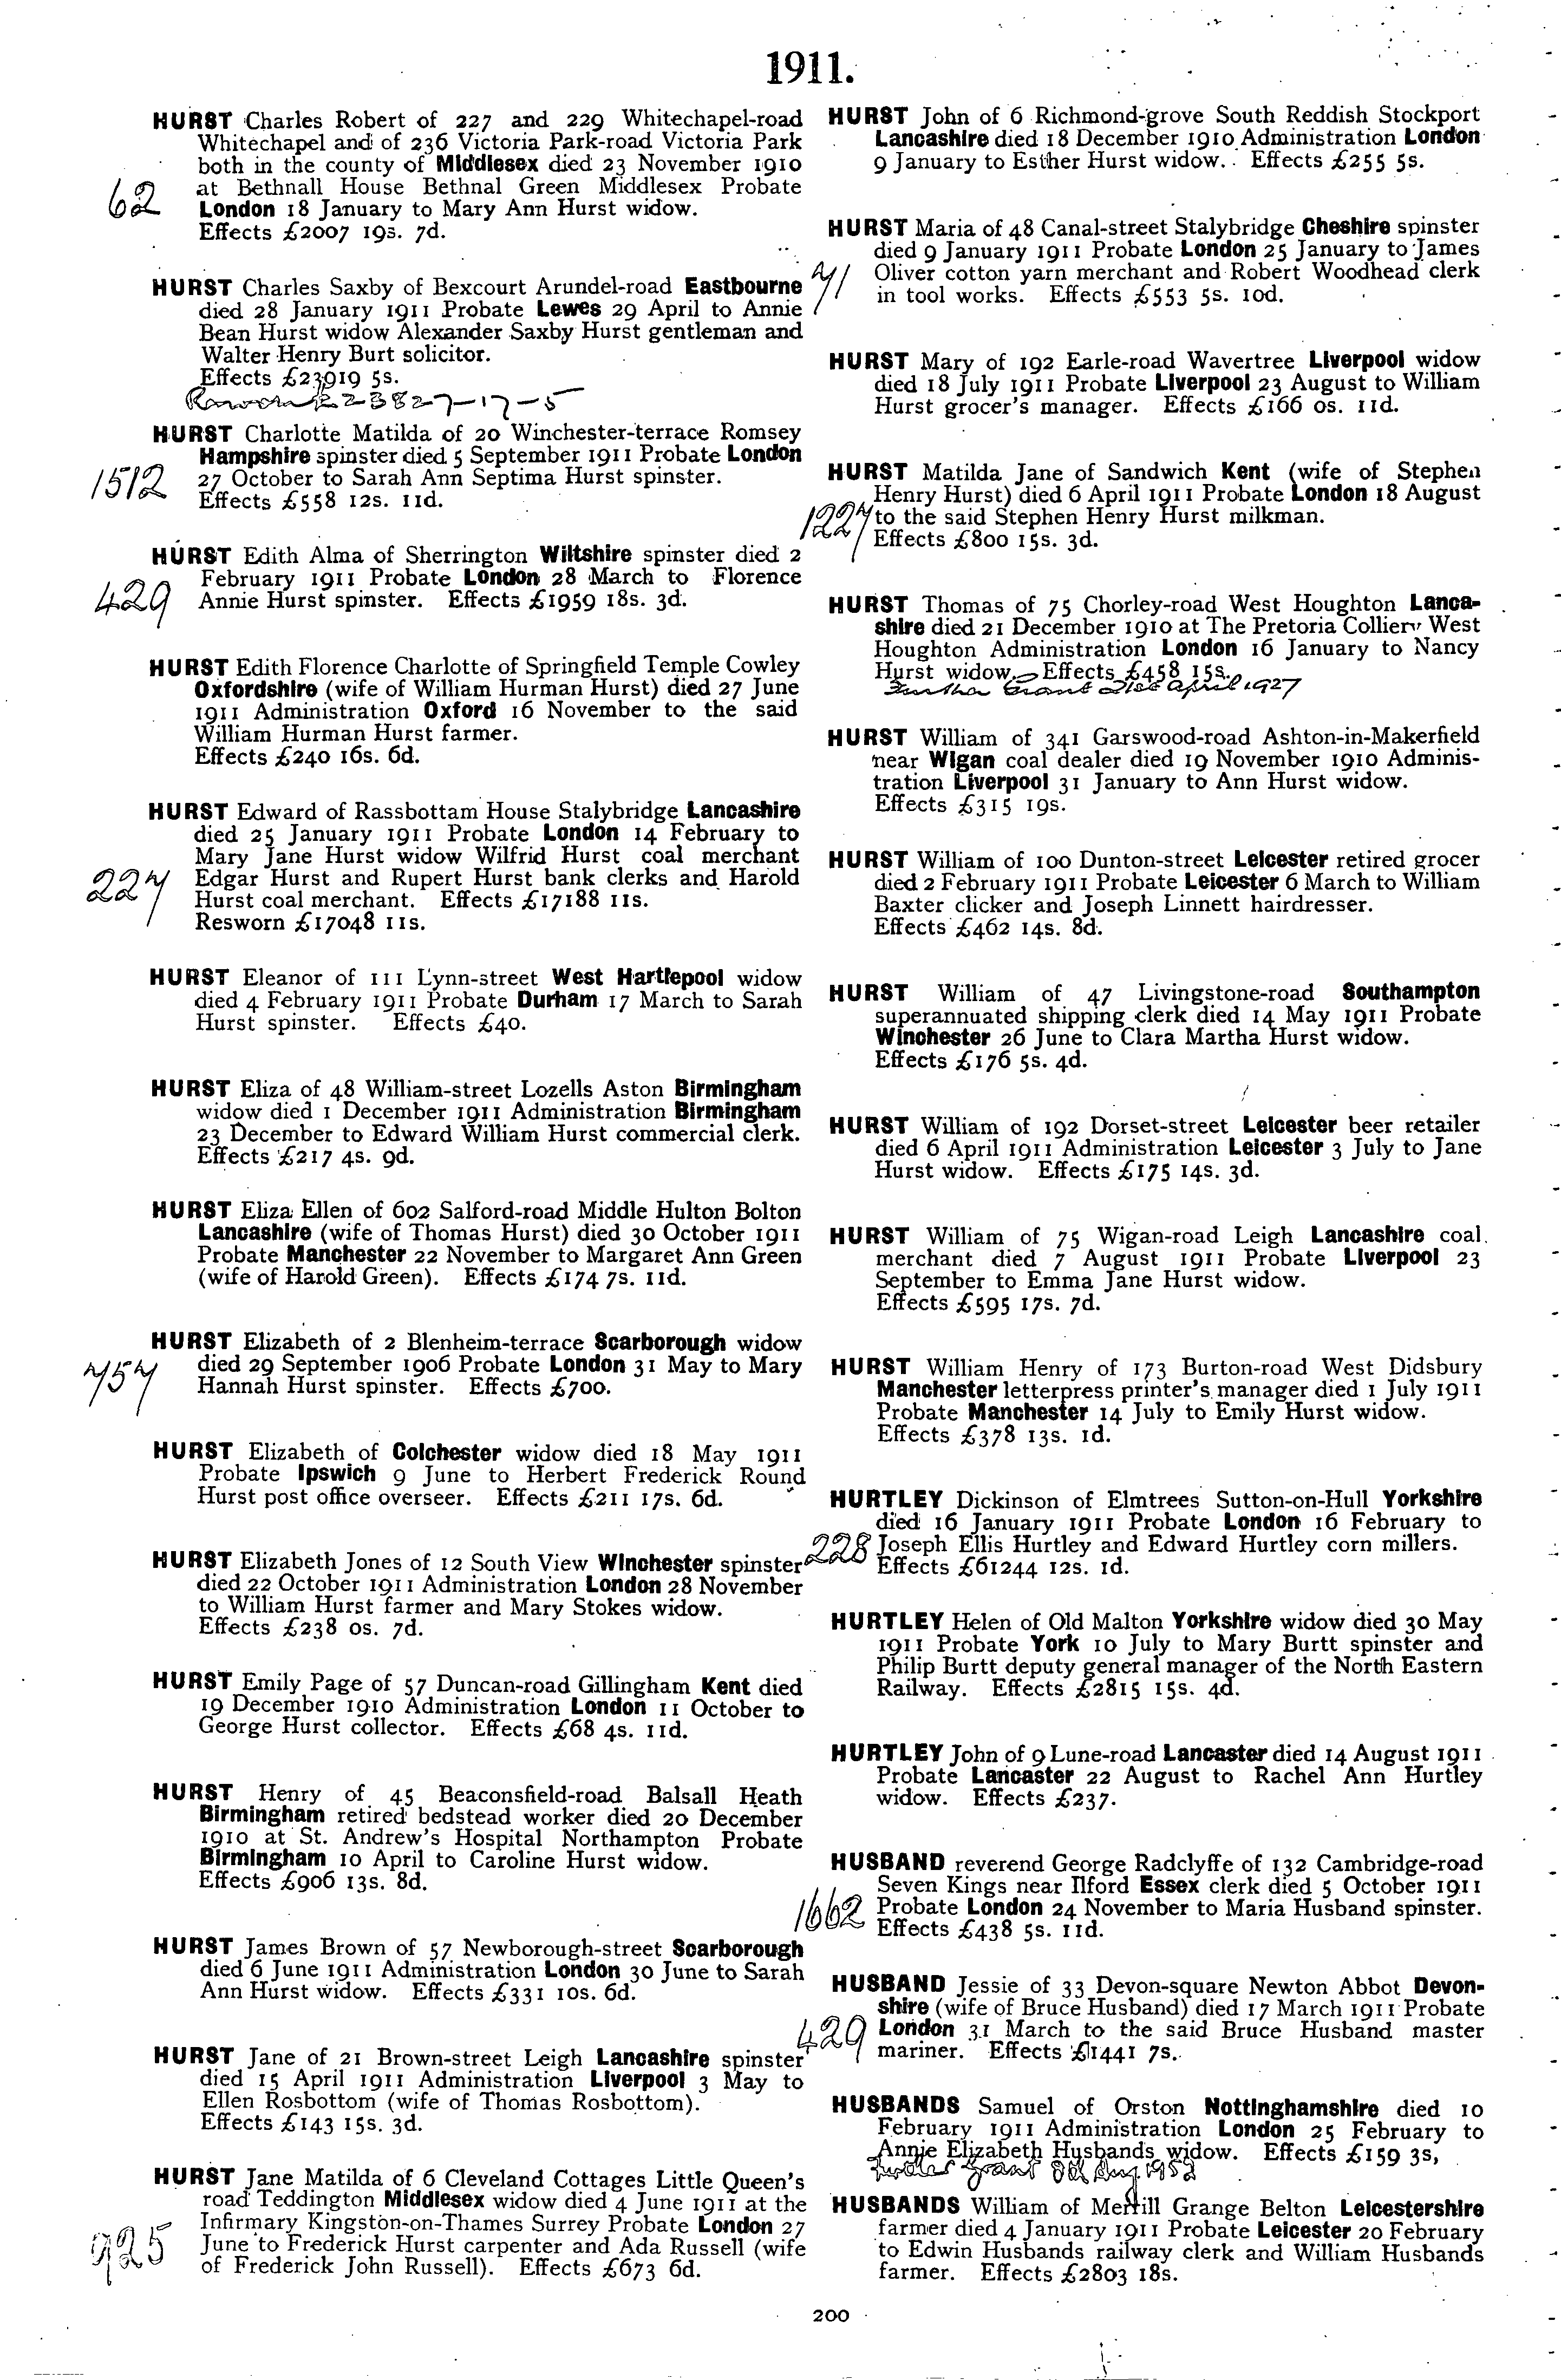 1911.
HURST Charles Robert of 227 and 229 Whitechapel-road
Whitechapel and of 236 Victoria Park-road Victoria Park
both in the county of Middlesex died 23 November 1910
at Bethnall House Bethnal Green Middlesex Probate
62
London 18 January to Mary Ann Hurst widow.
Effects £2007 19s. 7d.
HURST Charles Saxby of Bexcourt Arundel-road Eastbourne
died 28 January 1911 Probate Lewes 29 April to Annie
Bean Hurst widow Alexander Saxby Hurst gentleman and
Walter Henry Burt solicitor.
Effects £23919 5s.
Resworn £23827-17-5
HURST Charlotte Matilda of 20 Winchester-terrace Romsey
Hampshire spinster died 5 September 1911 Probate London
1512
27 October to Sarah Ann Septima Hurst spinster.
Effects £558 12s. 11d.
HURST Edith Alma of Sherrington Wiltshire spinster died 2
February 1911 Probate London 28 March to Florence
429
Annie Hurst spinster. Effects £1959 18s. 3d.
HURST Edith Florence Charlotte of Springfield Temple Cowley
Oxfordshire (wife of William Hurman Hurst) died 27 June
1911 Administration Oxford 16 November to the said
William Hurman Hurst farmer.
Effects £240 16s. 6d.
HURST Edward of Rassbottam House Stalybridge Lancashire
died 25 January 1911 Probate London 14 February to
Mary Jane Hurst widow Wilfrid Hurst coal merchant
227
Edgar Hurst and Rupert Hurst bank clerks and Harold
Hurst coal merchant. Effects £17188 11s.
Resworn £17048 11s.
HURST Eleanor of 111 Lynn-street West Hartlepool widow
died 4 February 1911 Probate Durham 17 March to Sarah
Hurst spinster. Effects £40.
HURST Eliza of 48 William-street Lozells Aston Birmingham
widow died 1 December 1911 Administration Birmingham
23 December to Edward William Hurst commercial clerk.
Effects £217 4s. 9d.
HURST Eliza Ellen of 602 Salford-road Middle Hulton Bolton
Lancashire (wife of Thomas Hurst) died 30 October 1911
Probate Manchester 22 November to Margaret Ann Green
(wife of Harold Green). Effects £174 7s. 11d.
HURST Elizabeth of 2 Blenheim-terrace Scarborough widow
757
died 29 September 1906 Probate London 31 May to Mary
Hannah Hurst spinster. Effects £700.
HURST Elizabeth of Colchester widow died 18 May 1911
Probate Ipswich 9 June to Herbert Frederick Round
Hurst post office overseer. Effects £211 17s. 6d.
HURST Elizabeth Jones of 12 South View Winchester spinster
died 22 October 1911 Administration London 28 November
to William Hurst farmer and Mary Stokes widow.
Effects £238 0s. 7d.
HURST Emily Page of 57 Duncan-road Gillingham Kent died
19 December 1910 Administration London 11 October to
George Hurst collector. Effects £68 4s. 11d.
HURST Henry of 45 Beaconsfield-road Balsall Heath
Birmingham retired bedstead worker died 20 December
1910 at St. Andrew's Hospital Northampton Probate
Birmingham 10 April to Caroline Hurst widow.
Effects £906 13s. 8d.
HURST James Brown of 57 Newborough-street Scarborough
died 6 June 1911 Administration London 30 June to Sarah
Ann Hurst widow. Effects £331 10s. 6d.
HURST Jane of 21 Brown-street Leigh Lancashire spinster
died 15 April 1911 Administration Liverpool 3 May to
Ellen Rosbottom (wife of Thomas Rosbottom).
Effects £143 15s. 3d.
HURST Jane Matilda of 6 Cleveland Cottages Little Queen's
road Teddington Middlesex widow died 4 June 1911 at the
Infirmary Kingston-on-Thames Surrey Probate London 27
925
June to Frederick Hurst carpenter and Ada Russell (wife
of Frederick John Russell). Effects £673 6d.
HURST John of 6 Richmond-grove South Reddish Stockport
Lancashire died 18 December 1910 Administration London
9 January to Esther Hurst widow. Effects £255 5s.
HURST Maria of 48 Canal-street Stalybridge Cheshire spinster
died 9 January 1911 Probate London 25 January to James
71
Oliver cotton yarn merchant and Robert Woodhead clerk
in tool works. Effects £553 5s. 10d.
HURST Mary of 192 Earle-road Wavertree Liverpool widow
died 18 July 1911 Probate Liverpool 23 August to William
Hurst grocer's manager. Effects £166 0s. 11d.
HURST Matilda Jane of Sandwich Kent (wife of Stephen
Henry Hurst) died 6 April 1911 Probate London 18 August
1227
to the said Stephen Henry Hurst milkman.
Effects £800 15s. 3d.
HURST Thomas of 75 Chorley-road West Houghton Lanca-
shire died 21 December 1910 at The Pretoria Colliery West
Houghton Administration London 16 January to Nancy
Hurst widow. Effects £458 15s.
Further Grant 21st April 1927
HURST William of 341 Garswood-road Ashton-in-Makerfield
near Wigan coal dealer died 19 November 1910 Adminis-
tration Liverpool 31 January to Ann Hurst widow.
Effects £315 19s.
HURST William of 100 Dunton-street Leicester retired grocer
died 2 February 1911 Probate Leicester 6 March to William
Baxter clicker and Joseph Linnett hairdresser.
Effects £462 14s. 8d.
HURST William of 47 Livingstone-road Southampton
superannuated shipping clerk died 14 May 1911 Probate
Winchester 26 June to Clara Martha Hurst widow.
Effects £176 5s. 4d.
HURST William of 192 Dorset-street Leicester beer retailer
died 6 April 1911 Administration Leicester 3 July to Jane
Hurst widow. Effects £175 14s. 3d.
HURST William of 75 Wigan-road Leigh Lancashire coal
merchant died 7 August 1911 Probate Liverpool 23
September to Emma Jane Hurst widow.
Effects £595 17s. 7d.
HURST William Henry of 173 Burton-road West Didsbury
Manchester letterpress printer's manager died 1 July 1911
Probate Manchester 14 July to Emily Hurst widow.
Effects £378 13s. 1d.
HURTLEY Dickinson of Elmtrees Sutton-on-Hull Yorkshire
died 16 January 1911 Probate London 16 February to
228
Joseph Ellis Hurtley and Edward Hurtley corn millers.
Effects £61244 12s. 1d.
HURTLEY Helen of Old Malton Yorkshire widow died 30 May
1911 Probate York 10 July to Mary Burtt spinster and
Philip Burtt deputy general manager of the North Eastern
Railway. Effects £2815 15s. 4d.
HURTLEY John of 9 Lune-road Lancaster died 14 August 1911
Probate Lancaster 22 August to Rachel Ann Hurtley
widow. Effects £237.
HUSBAND reverend George Radclyffe of 132 Cambridge-road
Seven Kings near Ilford Essex clerk died 5 October 1911
1662
Probate London 24 November to Maria Husband spinster.
Effects £438 5s. 11d.
HUSBAND Jessie of 33 Devon-square Newton Abbot Devon-
shire (wife of Bruce Husband) died 17 March 1911 Probate
429
London 31 March to the said Bruce Husband master
mariner. Effects £1441 7s.
HUSBANDS Samuel of Orston Nottinghamshire died 10
February 1911 Administration London 25 February to
Annie Elizabeth Husbands widow. Effects £159 3s,
Further grant 8th Aug 1952
HUSBANDS William of Merrill Grange Belton Leicestershire
farmer died 4 January 1911 Probate Leicester 20 February
to Edwin Husbands railway clerk and William Husbands
farmer. Effects £2803 18s.
200